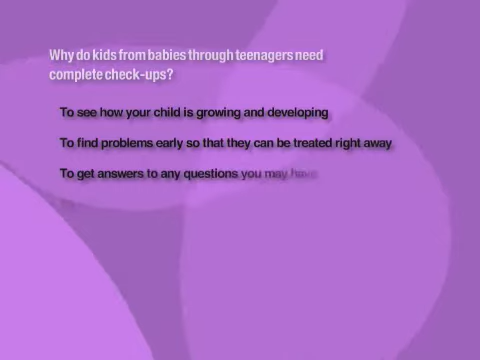 Why do kids from babies through teenagers need
complete check-ups?
To see how your child is growing and developing
To find problems early so that they can be treated right away
To get answers to any questions you may have